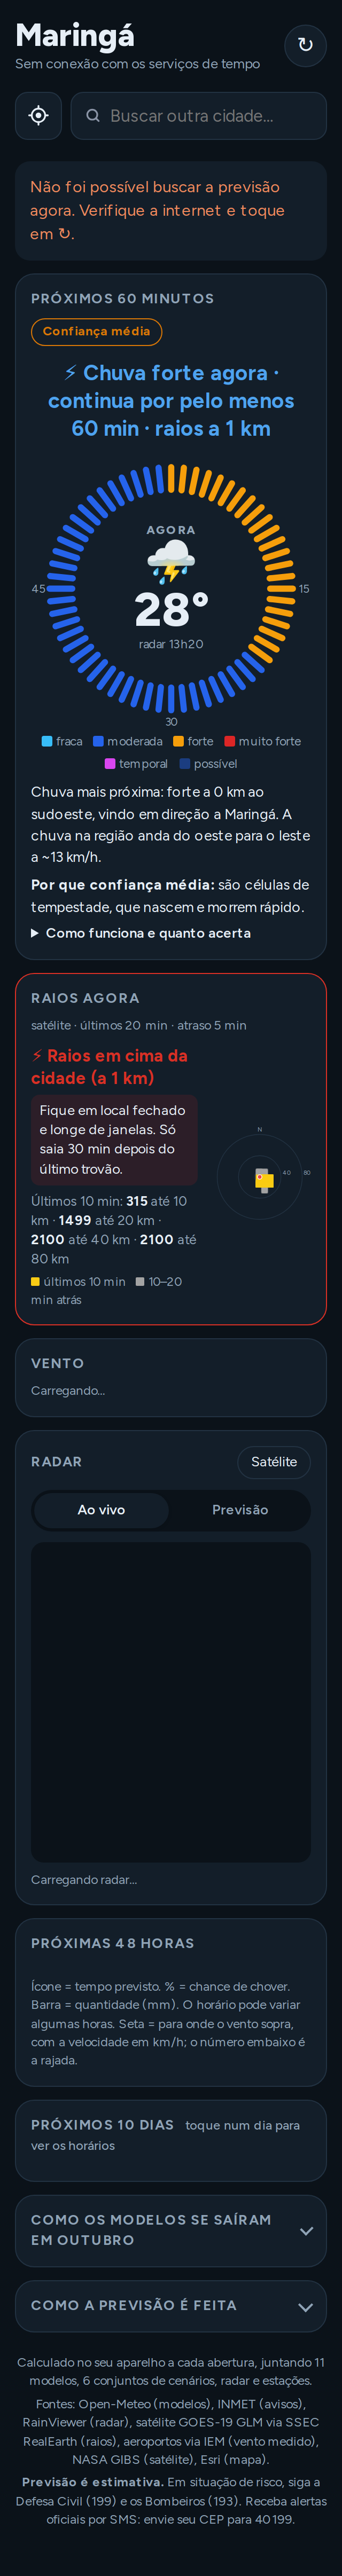 Maringá
Sem conexão com os serviços de tempo
↻
Buscar outra cidade...
Não foi possível buscar a previsão
agora. Verifique a internet e toque
em ↻.
PRÓXIMOS 60 MINUTOS
Confiança média
⚡ Chuva forte agora ·
continua por pelo menos
60 min · raios a 1 km
AGORA
45
15
28°
radar 13h20
30
fraca moderada forte muito forte
temporal possível
Chuva mais próxima: forte a 0 km ao
sudoeste, vindo em direção a Maringá. A
chuva na região anda do oeste para o leste
a ~13 km/h.
Por que confiança média: são células de
tempestade, que nascem e morrem rápido.
▶ Como funciona e quanto acerta
RAIOS AGORA
satélite · últimos 20 min · atraso 5 min
⚡ Raios em cima da
cidade (a 1 km)
Fique em local fechado
e longe de janelas. Só
saia 30 min depois do
último trovão.
N
40 80
Últimos 10 min: 315 até 10
km · 1499 até 20 km ·
2100 até 40 km · 2100 até
80 km
últimos 10 min 10–20
min atrás
VENTO
Carregando...
RADAR
Satélite
Ao vivo
Previsão
Carregando radar...
PRÓXIMAS 48 HORAS
Ícone = tempo previsto. % = chance de chover.
Barra = quantidade (mm). O horário pode variar
algumas horas. Seta = para onde o vento sopra,
com a velocidade em km/h; o número embaixo é
a rajada.
PRÓXIMOS 10 DIAS toque num dia para
ver os horários
COMO OS MODELOS SE SAÍRAM
EM OUTUBRO
COMO A PREVISÃO É FEITA
Calculado no seu aparelho a cada abertura, juntando 11
modelos, 6 conjuntos de cenários, radar e estações.
Fontes: Open-Meteo (modelos), INMET (avisos),
RainViewer (radar), satélite GOES-19 GLM via SSEC
RealEarth (raios), aeroportos via IEM (vento medido),
NASA GIBS (satélite), Esri (mapa).
Previsão é estimativa. Em situação de risco, siga a
Defesa Civil (199) e os Bombeiros (193). Receba alertas
oficiais por SMS: envie seu CEP para 40199.